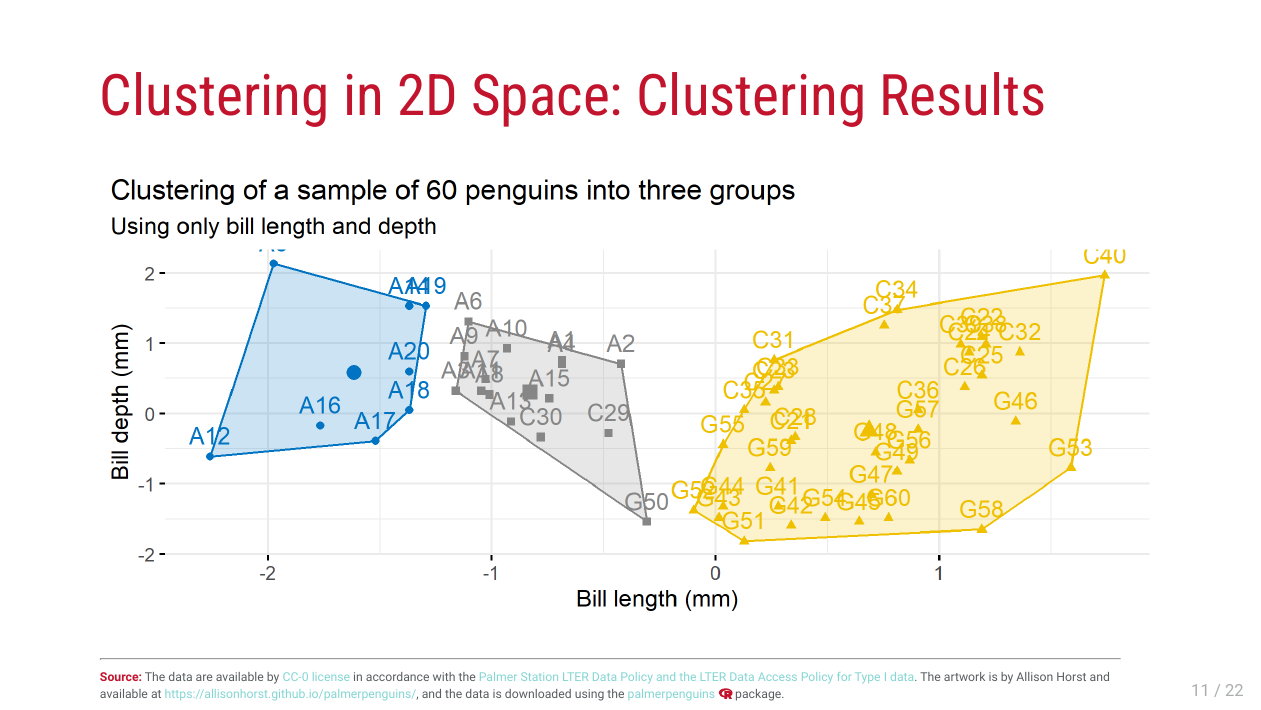 Clustering in 2D Space: Clustering Results
Clustering of a sample of 60 penguins into three groups
Using only bill length and depth
C40
A19
C34
A6
C37
2
A10
C22
C32
A9
C31
A2
1
A20
A7
C25
C26
A15
A18
C36
A16
A13
C30
C29
G57
G46
0
A12
A17
G55
C28
G48
G56
G59
G49
G53
G47
-1
G44
G41
G43
G50
G42
G54
G60
G51
G58
-2
-2 -1 0 1
Bill depth (mm)
Bill length (mm)
Source: The data are available by CC-0 license in accordance with the Palmer Station LTER Data Policy and the LTER Data Access Policy for Type I data. The artwork is by Allison Horst and
available at https://allisonhorst.github.io/palmerpenguins/, and the data is downloaded using the palmerpenguins R package.
11 / 22